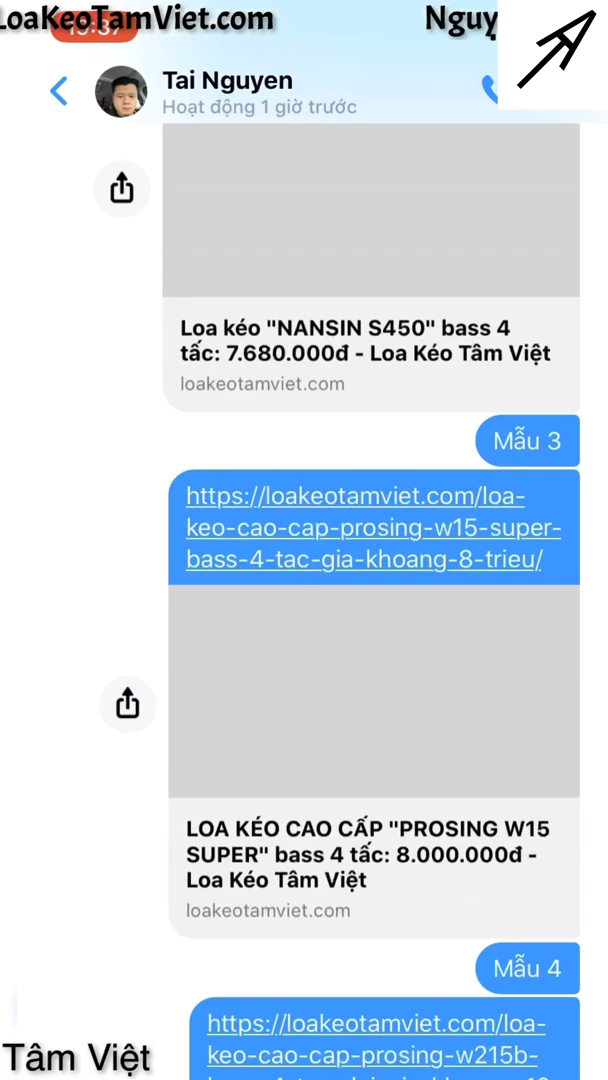 LoaKeoTamViet.com
Nguy
19:37
Tai Nguyen
Hoạt động 1 giờ trước
Loa kéo "NANSIN S450" bass 4
tấc: 7.680.000đ - Loa Kéo Tâm Việt
loakeotamviet.com
Mẫu 3
https://loakeotamviet.com/loa-
keo-cao-cap-prosing-w15-super-
bass-4-tac-gia-khoang-8-trieu/
LOA KÉO CAO CẤP "PROSING W15
SUPER" bass 4 tấc: 8.000.000đ -
Loa Kéo Tâm Việt
loakeotamviet.com
Mẫu 4
https://loakeotamviet.com/loa-
keo-cao-cap-prosing-w215b-
Tâm Việt